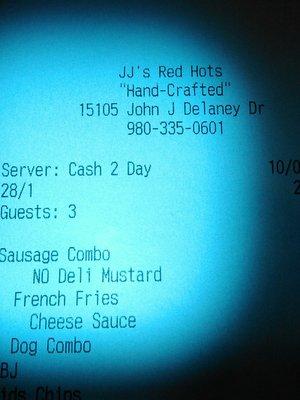 JJ's Red Hots
"Hand-Crafted"
15105 John J Delaney Dr
980-335-0601
Server: Cash 2 Day 10/0
28/1 2
Guests: 3
Sausage Combo
NO Deli Mustard
French Fries
Cheese Sauce
Dog Combo
BJ
ids Chips